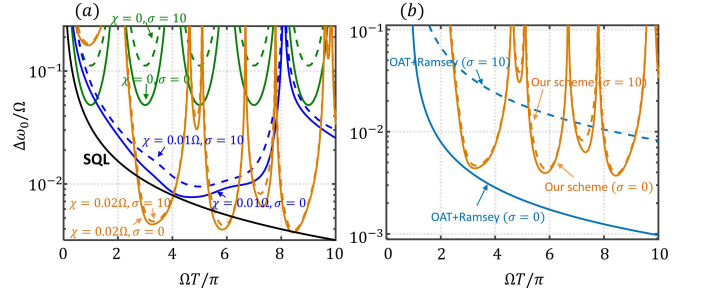 (a)
(b)
χ = 0, σ = 10
χ = 0, σ = 0
χ = 0.01Ω, σ = 10
SQL
χ = 0.02Ω, σ = 10
χ = 0.01Ω, σ = 0
χ = 0.02Ω, σ = 0
10⁻¹
10⁻²
Δω₀/Ω
0 2 4 6 8 10
ΩT/π
10⁻¹
10⁻²
10⁻³
OAT+Ramsey (σ = 10)
Our scheme (σ = 10)
Our scheme (σ = 0)
OAT+Ramsey (σ = 0)
0 2 4 6 8 10
ΩT/π